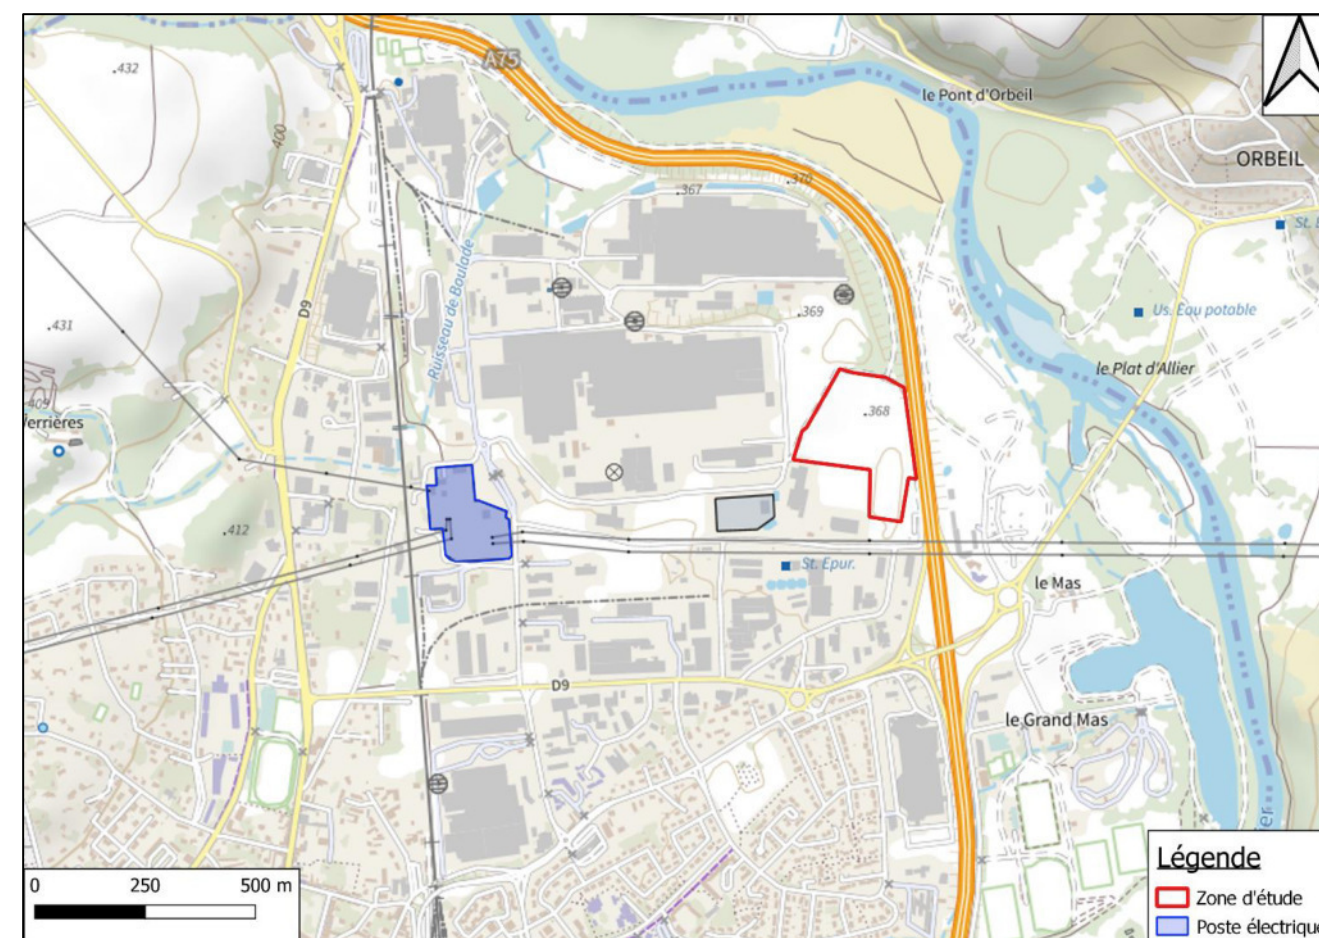 A75
.432
le Pont d'Orbeil
400
ORBEIL
.370
.367
St. E
Ruisseau de Boulade
D9
.369
Us. Eau potable
.431
le Plat d'Allier
.409
.368
Verrières
.412
St. Epur.
le Mas
D9
le Grand Mas
Légende
0 250 500 m
Zone d'étude
Poste électrique